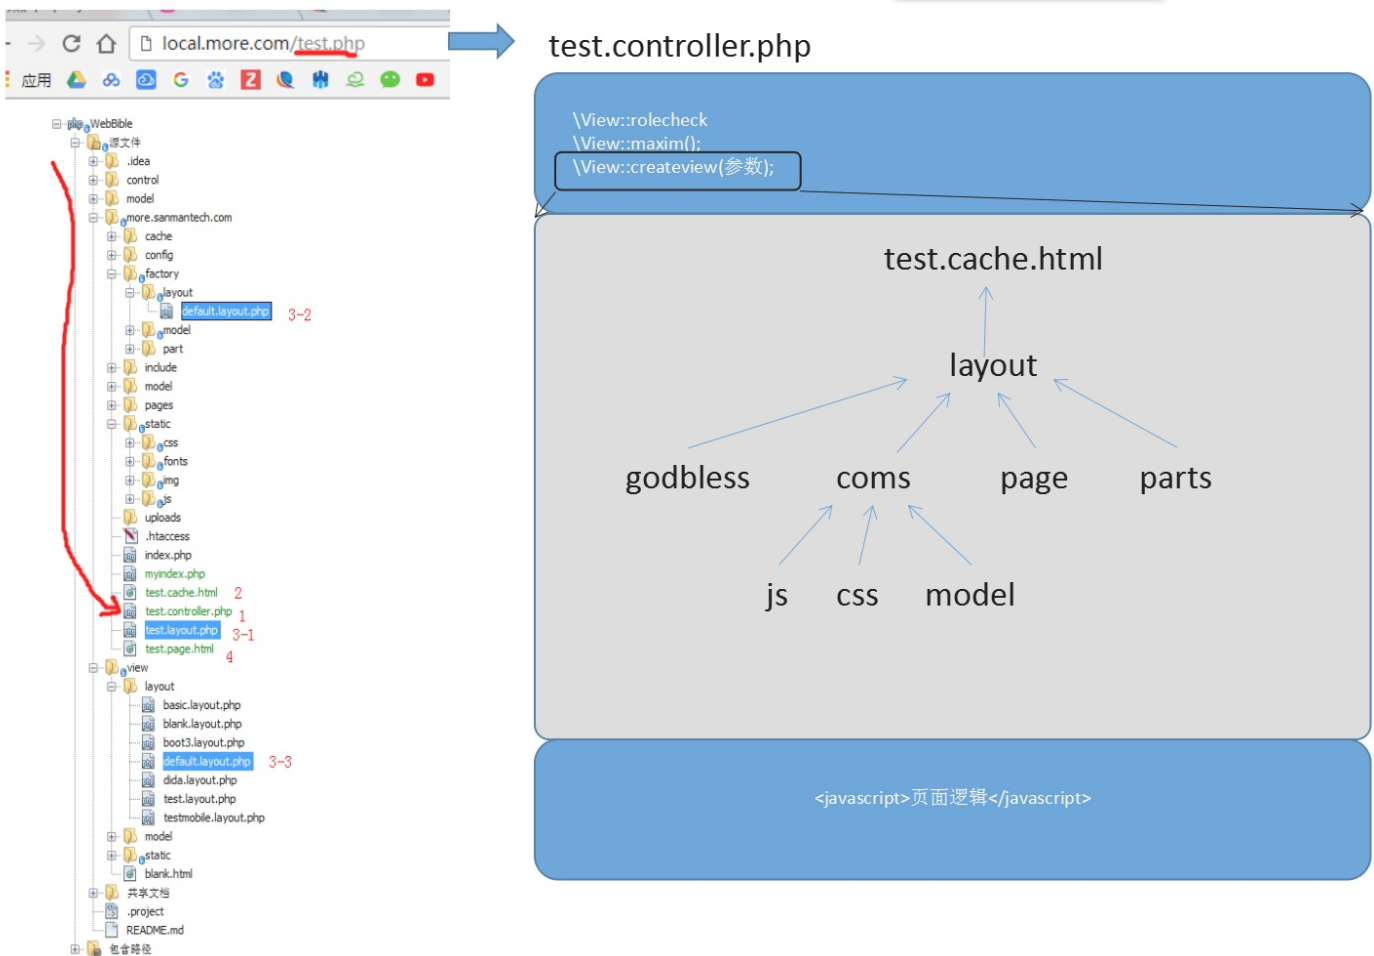 local.more.com/test.php
应用
WebBible
源文件
.idea
control
model
more.sanmantech.com
cache
config
factory
layout
default.layout.php 3-2
model
part
include
model
pages
static
css
fonts
img
js
uploads
.htaccess
index.php
myindex.php
test.cache.html 2
test.controller.php 1
test.layout.php 3-1
test.page.html 4
view
layout
basic.layout.php
blank.layout.php
boot3.layout.php
default.layout.php 3-3
dida.layout.php
test.layout.php
testmobile.layout.php
model
static
blank.html
共享文档
.project
README.md
包含路径
test.controller.php
\View::rolecheck
\View::maxim();
\View::createview(参数);
test.cache.html
layout
godbless coms page parts
js css model
<javascript>页面逻辑</javascript>